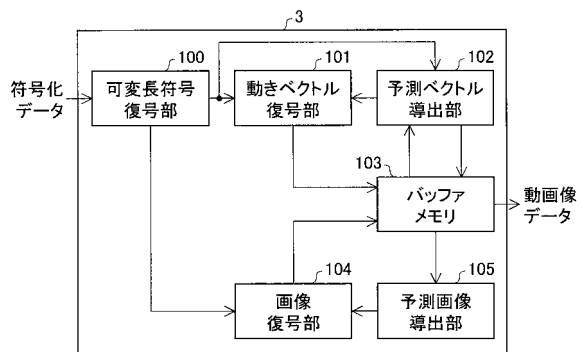 3
100
101
102
符号化
データ
可変長符号
復号部
動きベクトル
復号部
予測ベクトル
導出部
103
バッファ
メモリ
動画像
データ
104
105
画像
復号部
予測画像
導出部